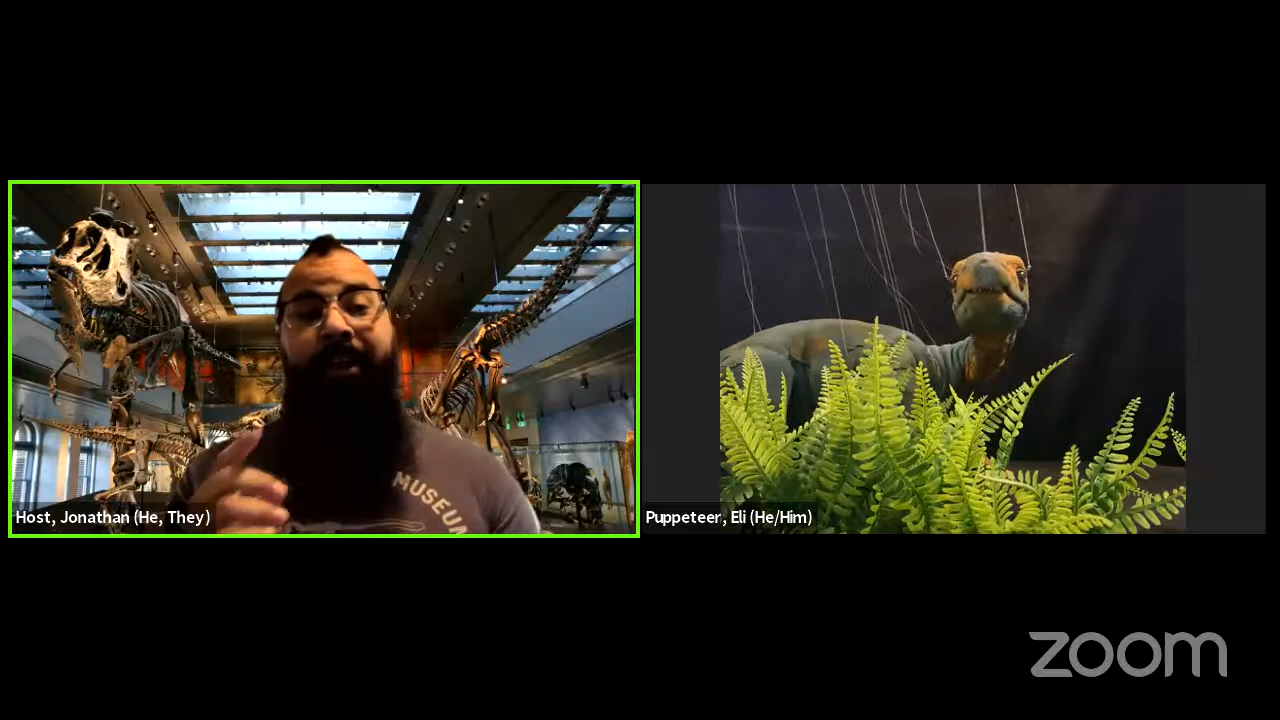 MUSEUM
Host, Jonathan (He, They)
Puppeteer, Eli (He/Him)
zoom